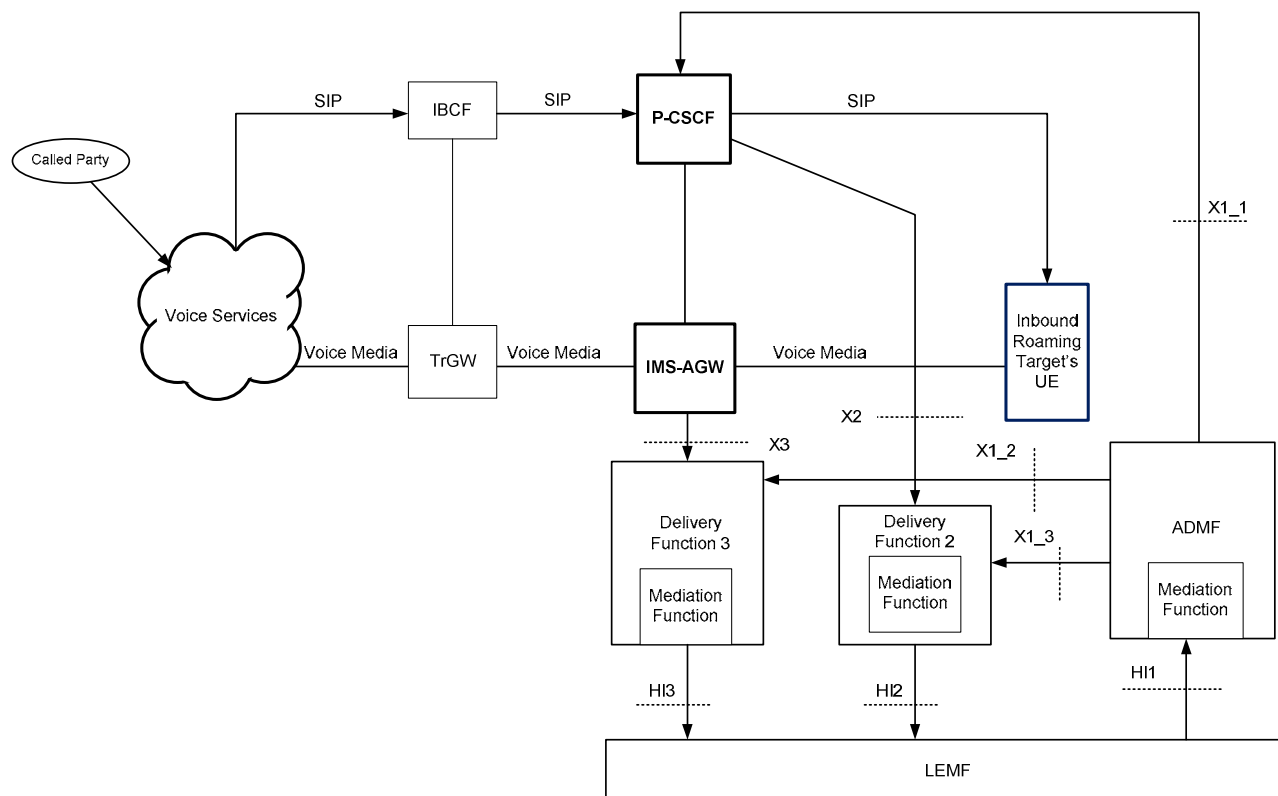 SIP
IBCF
SIP
P-CSCF
SIP
Called Party
X1_1
Voice Services
Inbound
Roaming
Target's
UE
Voice Media
TrGW
Voice Media
IMS-AGW
Voice Media
X2
X3
X1_2
Delivery
Function 3
Delivery
Function 2
ADMF
X1_3
Mediation
Function
Mediation
Function
Mediation
Function
HI3
HI2
HI1
LEMF